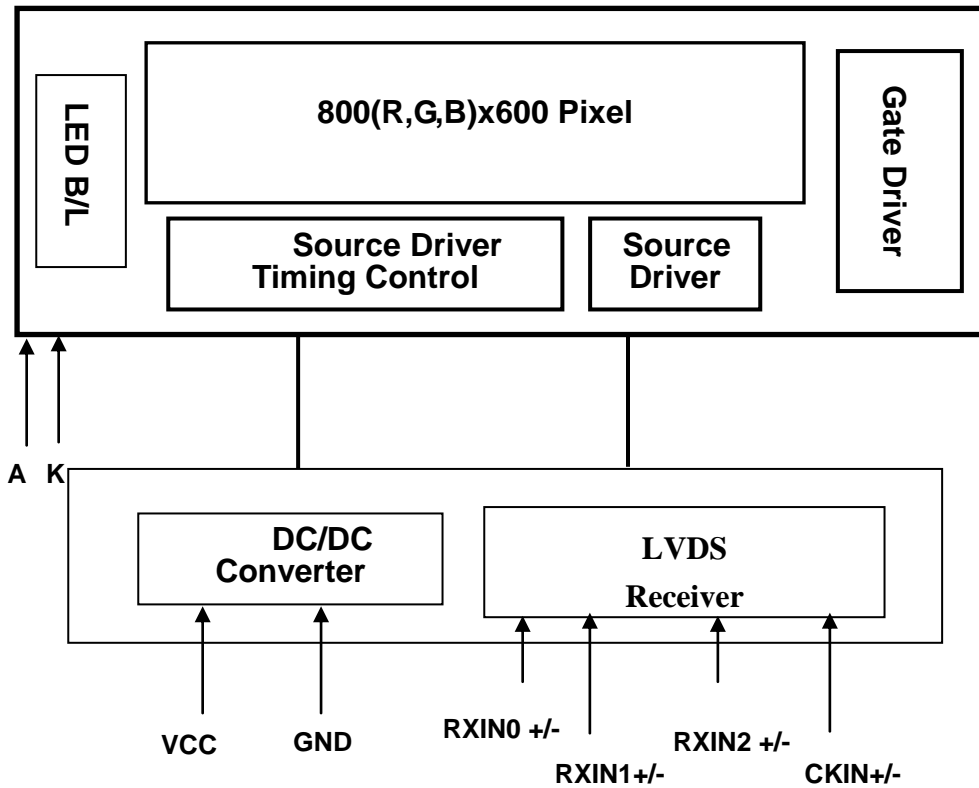 LED B/L
800(R,G,B)x600 Pixel
Gate Driver
Source Driver
Timing Control
Source
Driver
A K
DC/DC
Converter
LVDS
Receiver
VCC
GND
RXIN0 +/-
RXIN1+/-
RXIN2 +/-
CKIN+/-